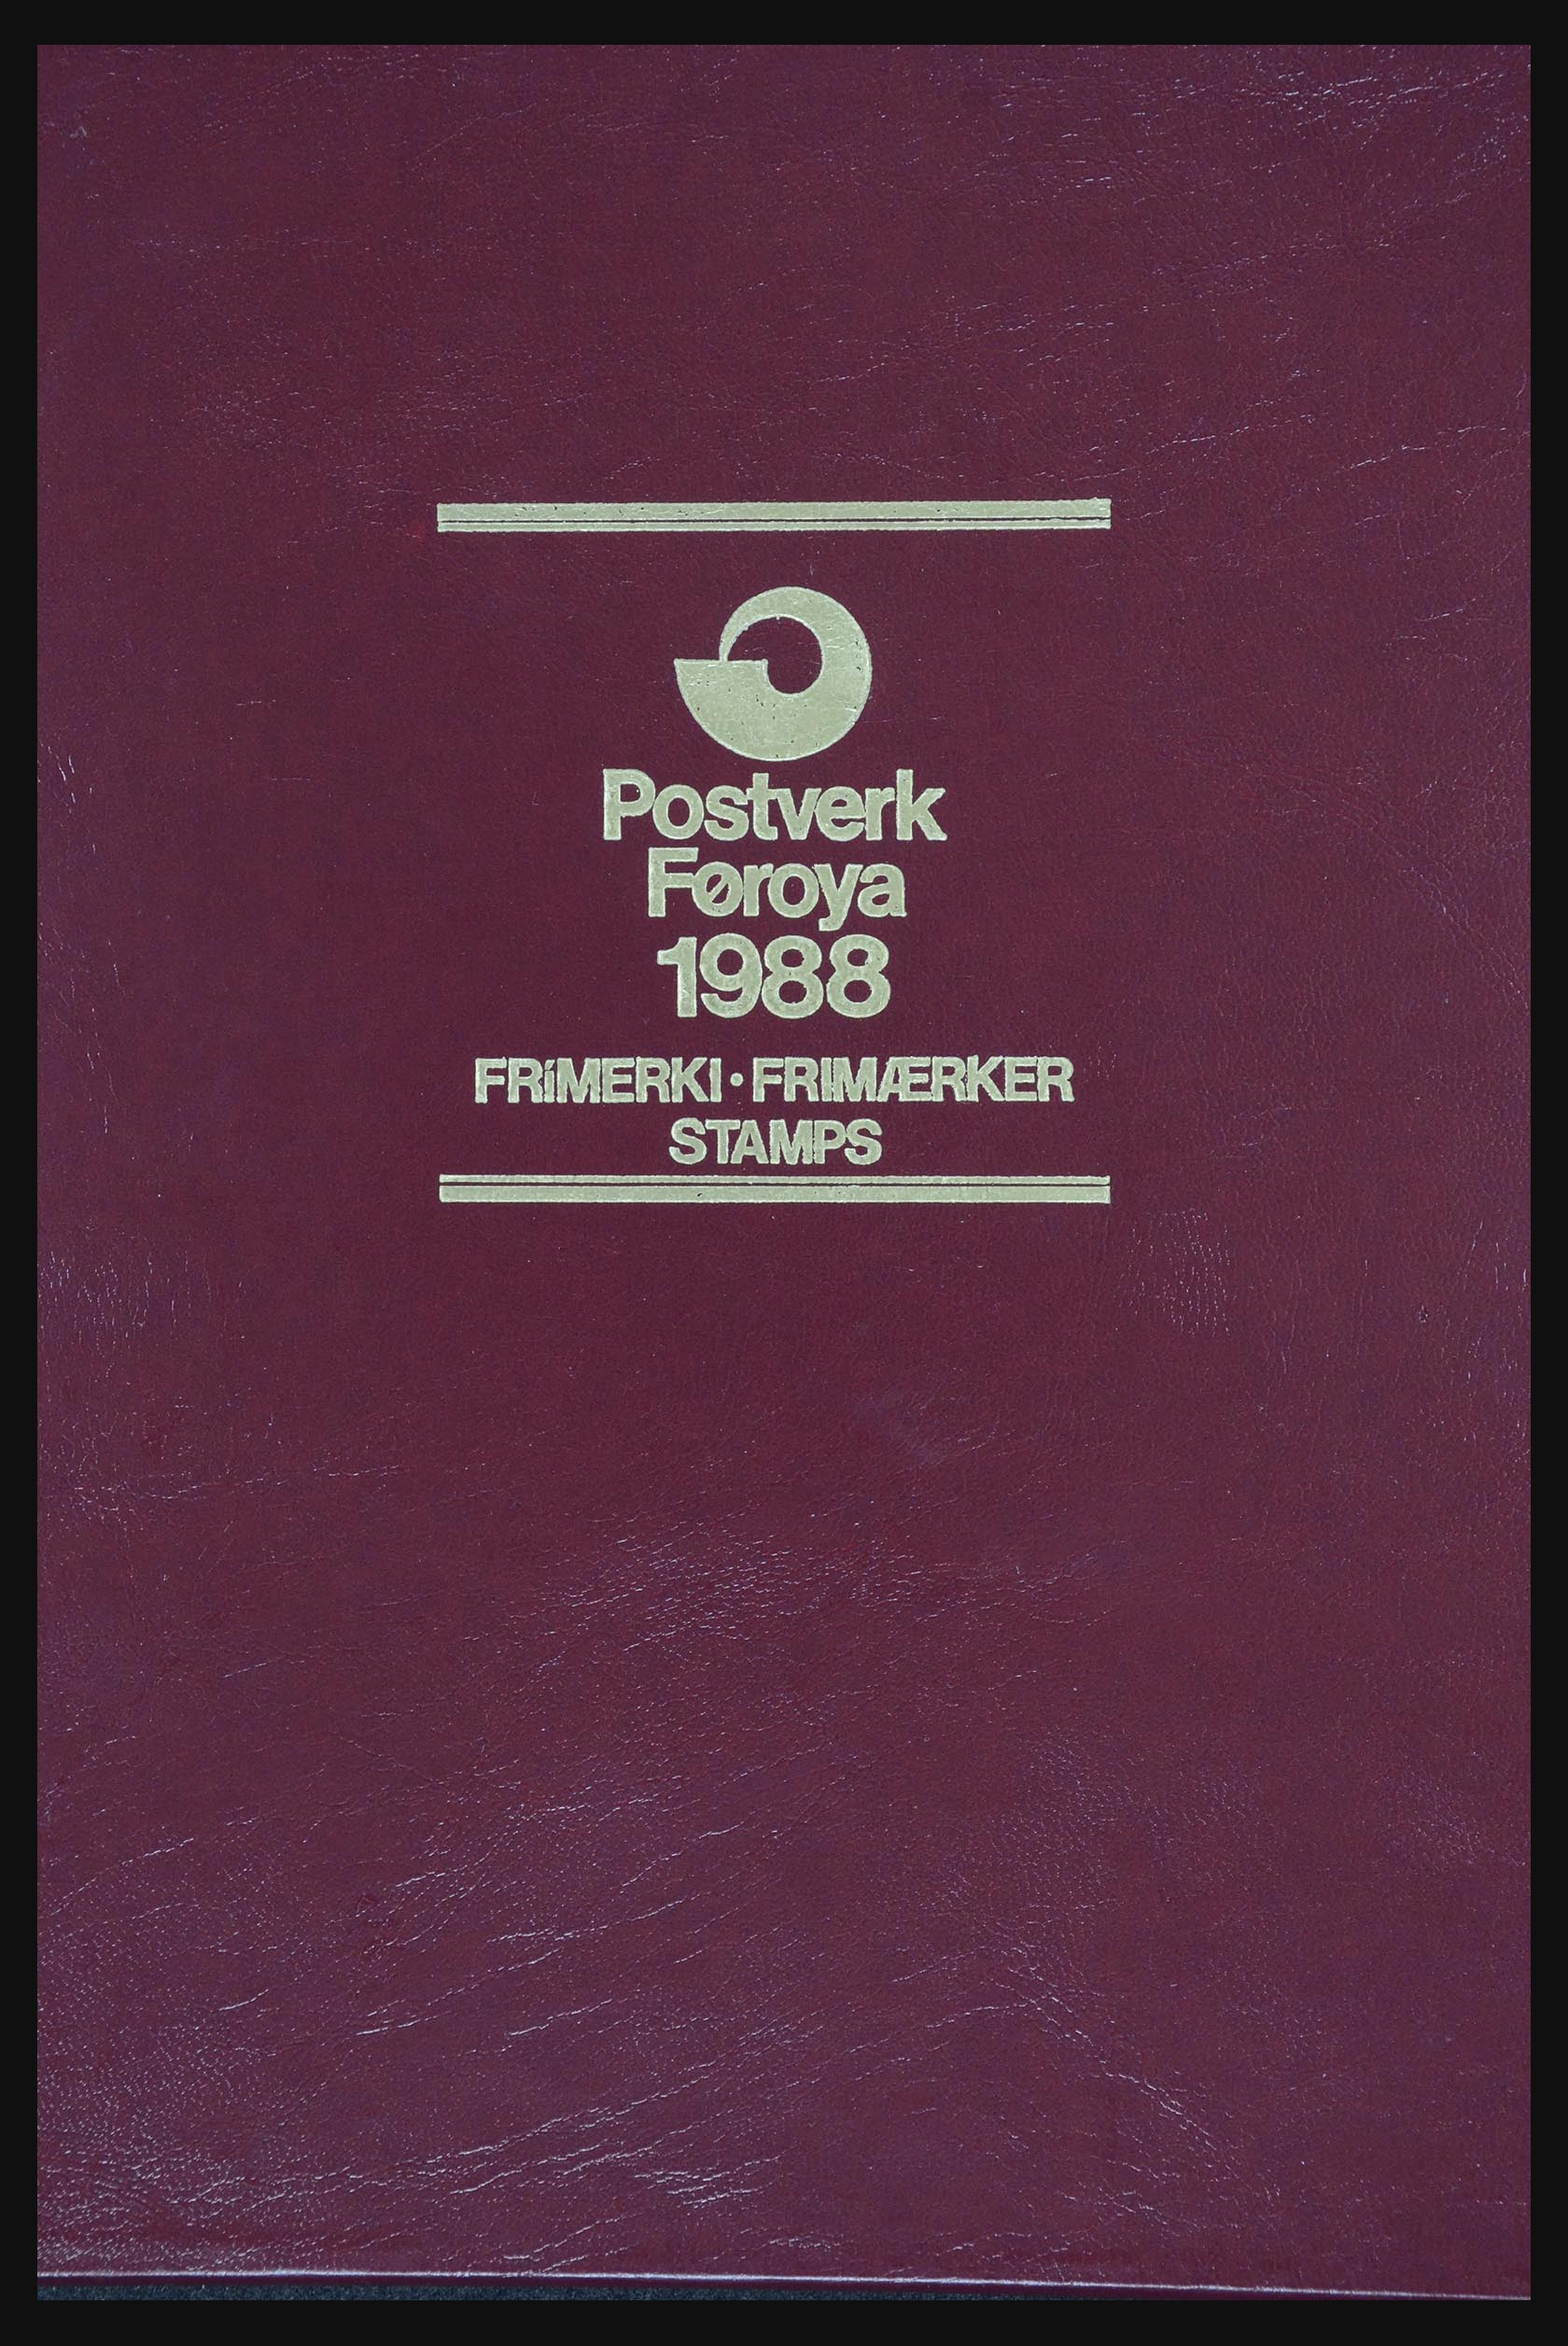 Postverk
Føroya
1988
FRíMERKI · FRIMÆRKER
STAMPS